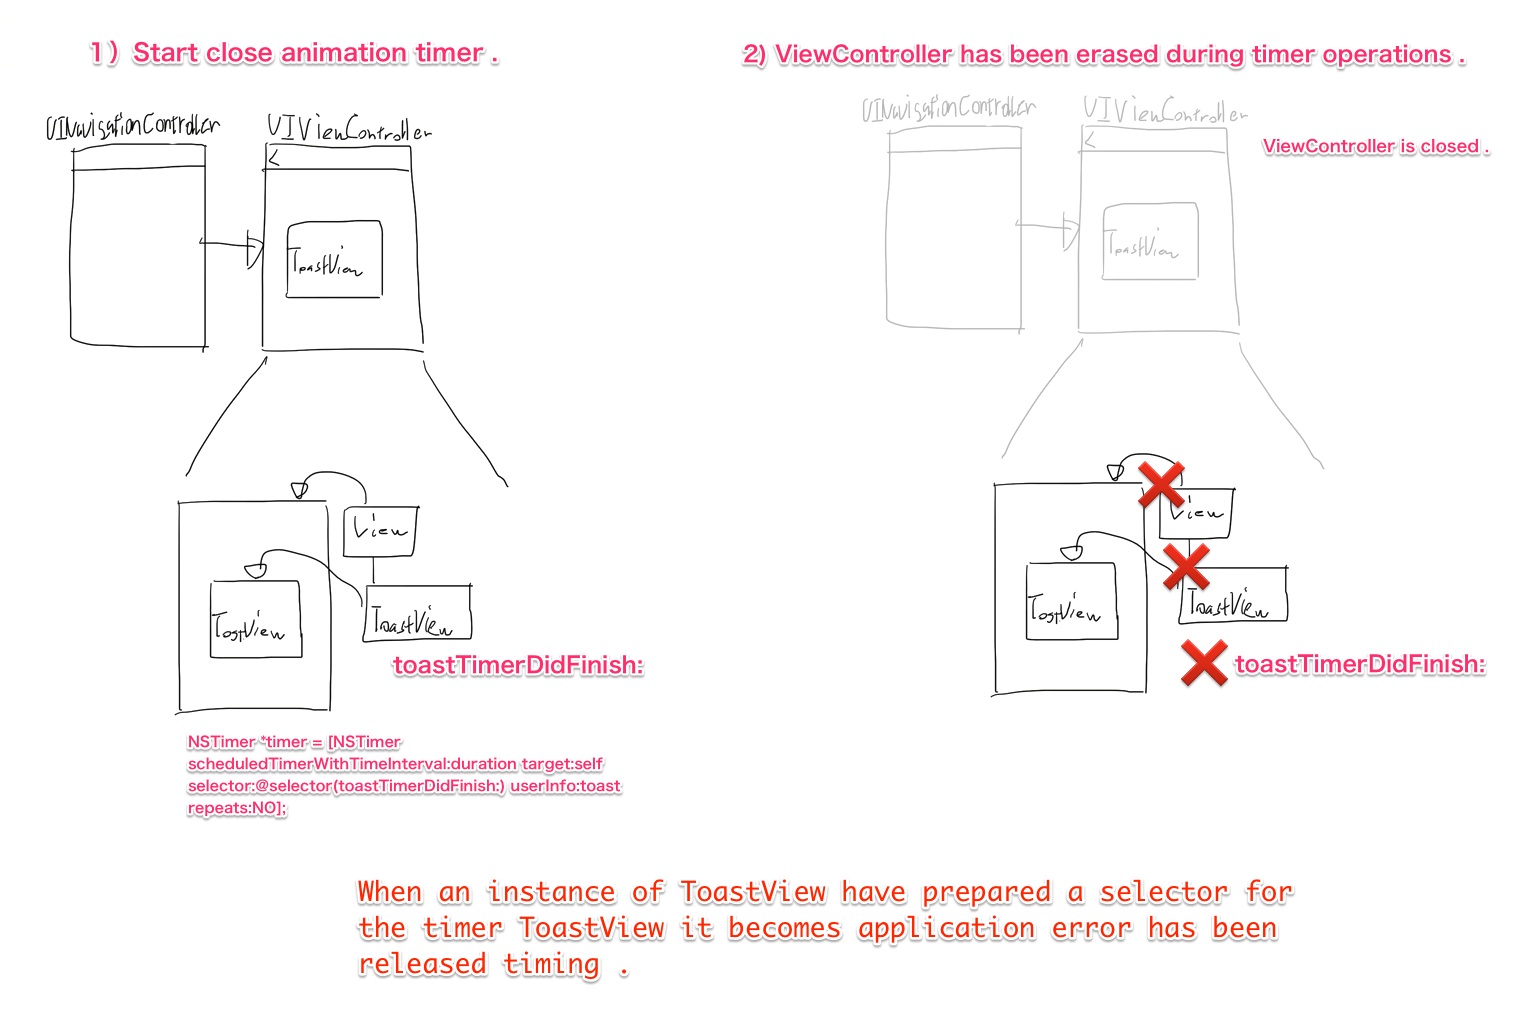 1) Start close animation timer .
UINavigationController
UIViewController
<
ToastView
View
TostView
ToastView
toastTimerDidFinish:
NSTimer *timer = [NSTimer
scheduledTimerWithTimeInterval:duration target:self
selector:@selector(toastTimerDidFinish:) userInfo:toast
repeats:NO];
2) ViewController has been erased during timer operations .
UINavigationController
UIViewController
<
ViewController is closed .
ToastView
View
TostView
ToastView
toastTimerDidFinish:
When an instance of ToastView have prepared a selector for
the timer ToastView it becomes application error has been
released timing .